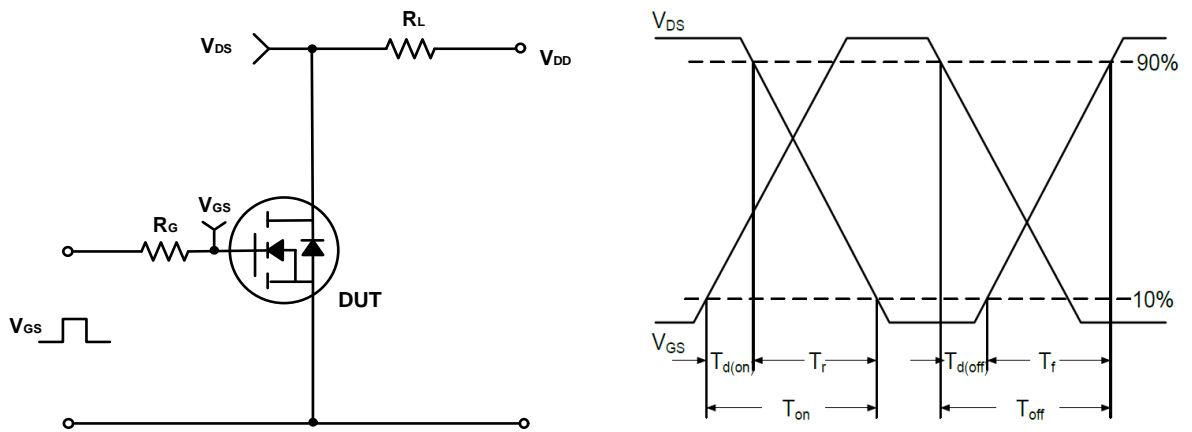 RL
VDS
VDD
RG
VGS
DUT
VGS
VDS
90%
10%
VGS
Td(on)
Tr
Td(off)
Tf
Ton
Toff